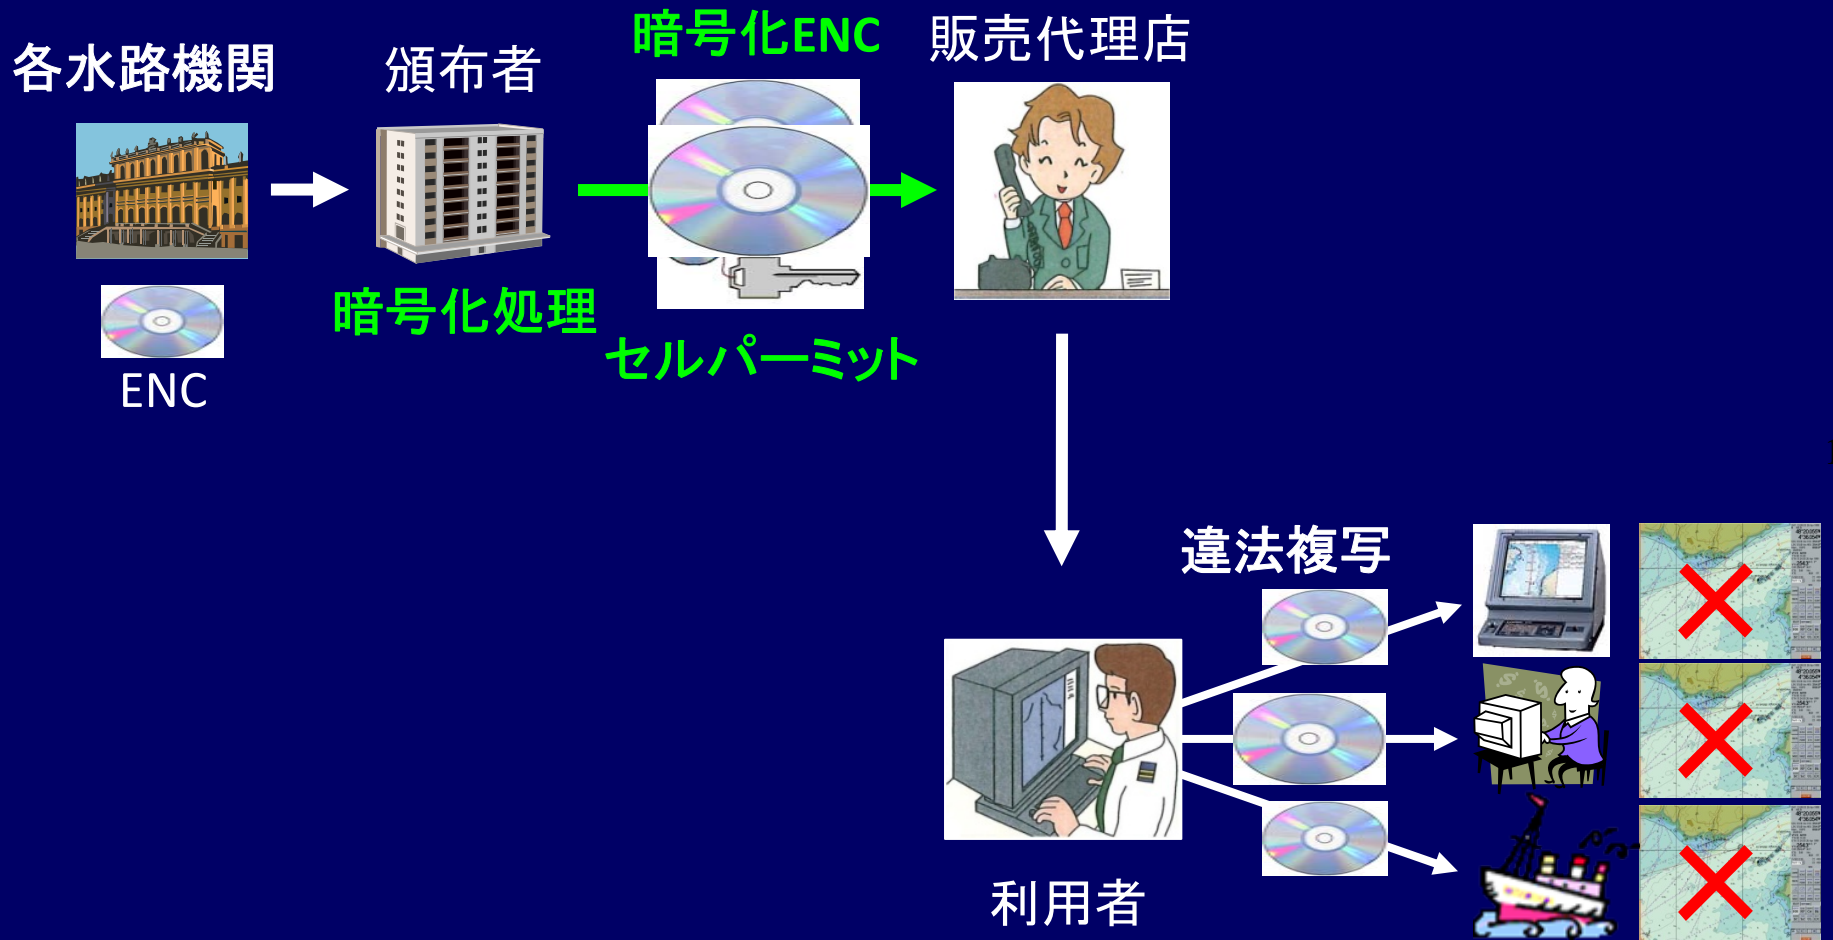 各水路機関
頒布者
暗号化ENC
販売代理店
暗号化処理
セルパーミット
ENC
違法複写
利用者